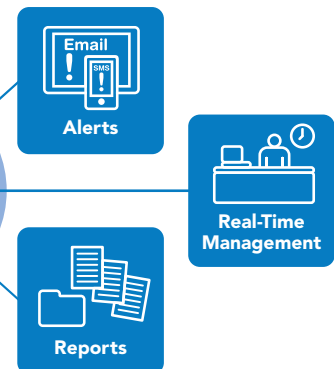 Email
SMS
Alerts
Real-Time
Management
Reports